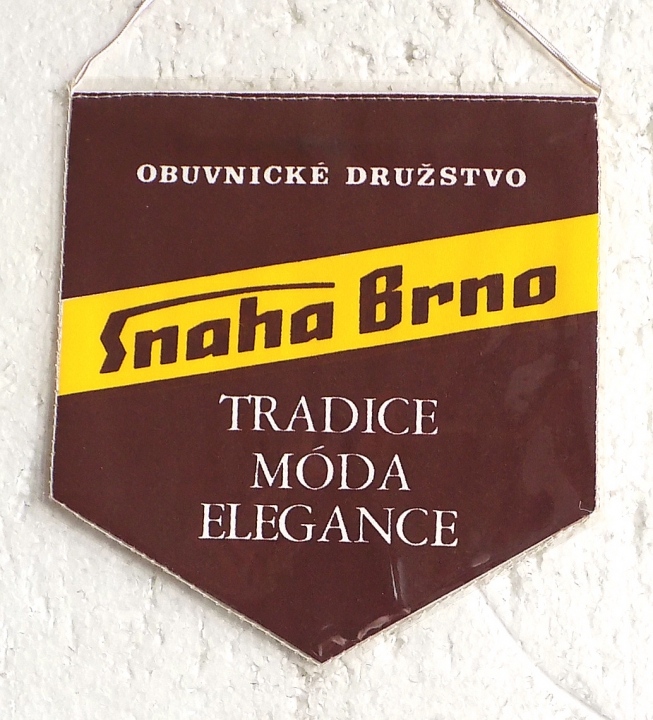 OBUVNICKÉ DRUŽSTVO
Snaha Brno
TRADICE
MÓDA
ELEGANCE